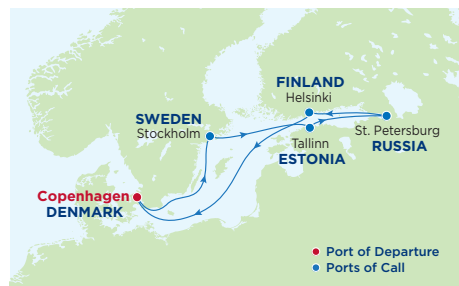 FINLAND
Helsinki
SWEDEN
Stockholm
St. Petersburg
RUSSIA
Tallinn
ESTONIA
Copenhagen
DENMARK
Port of Departure
Ports of Call